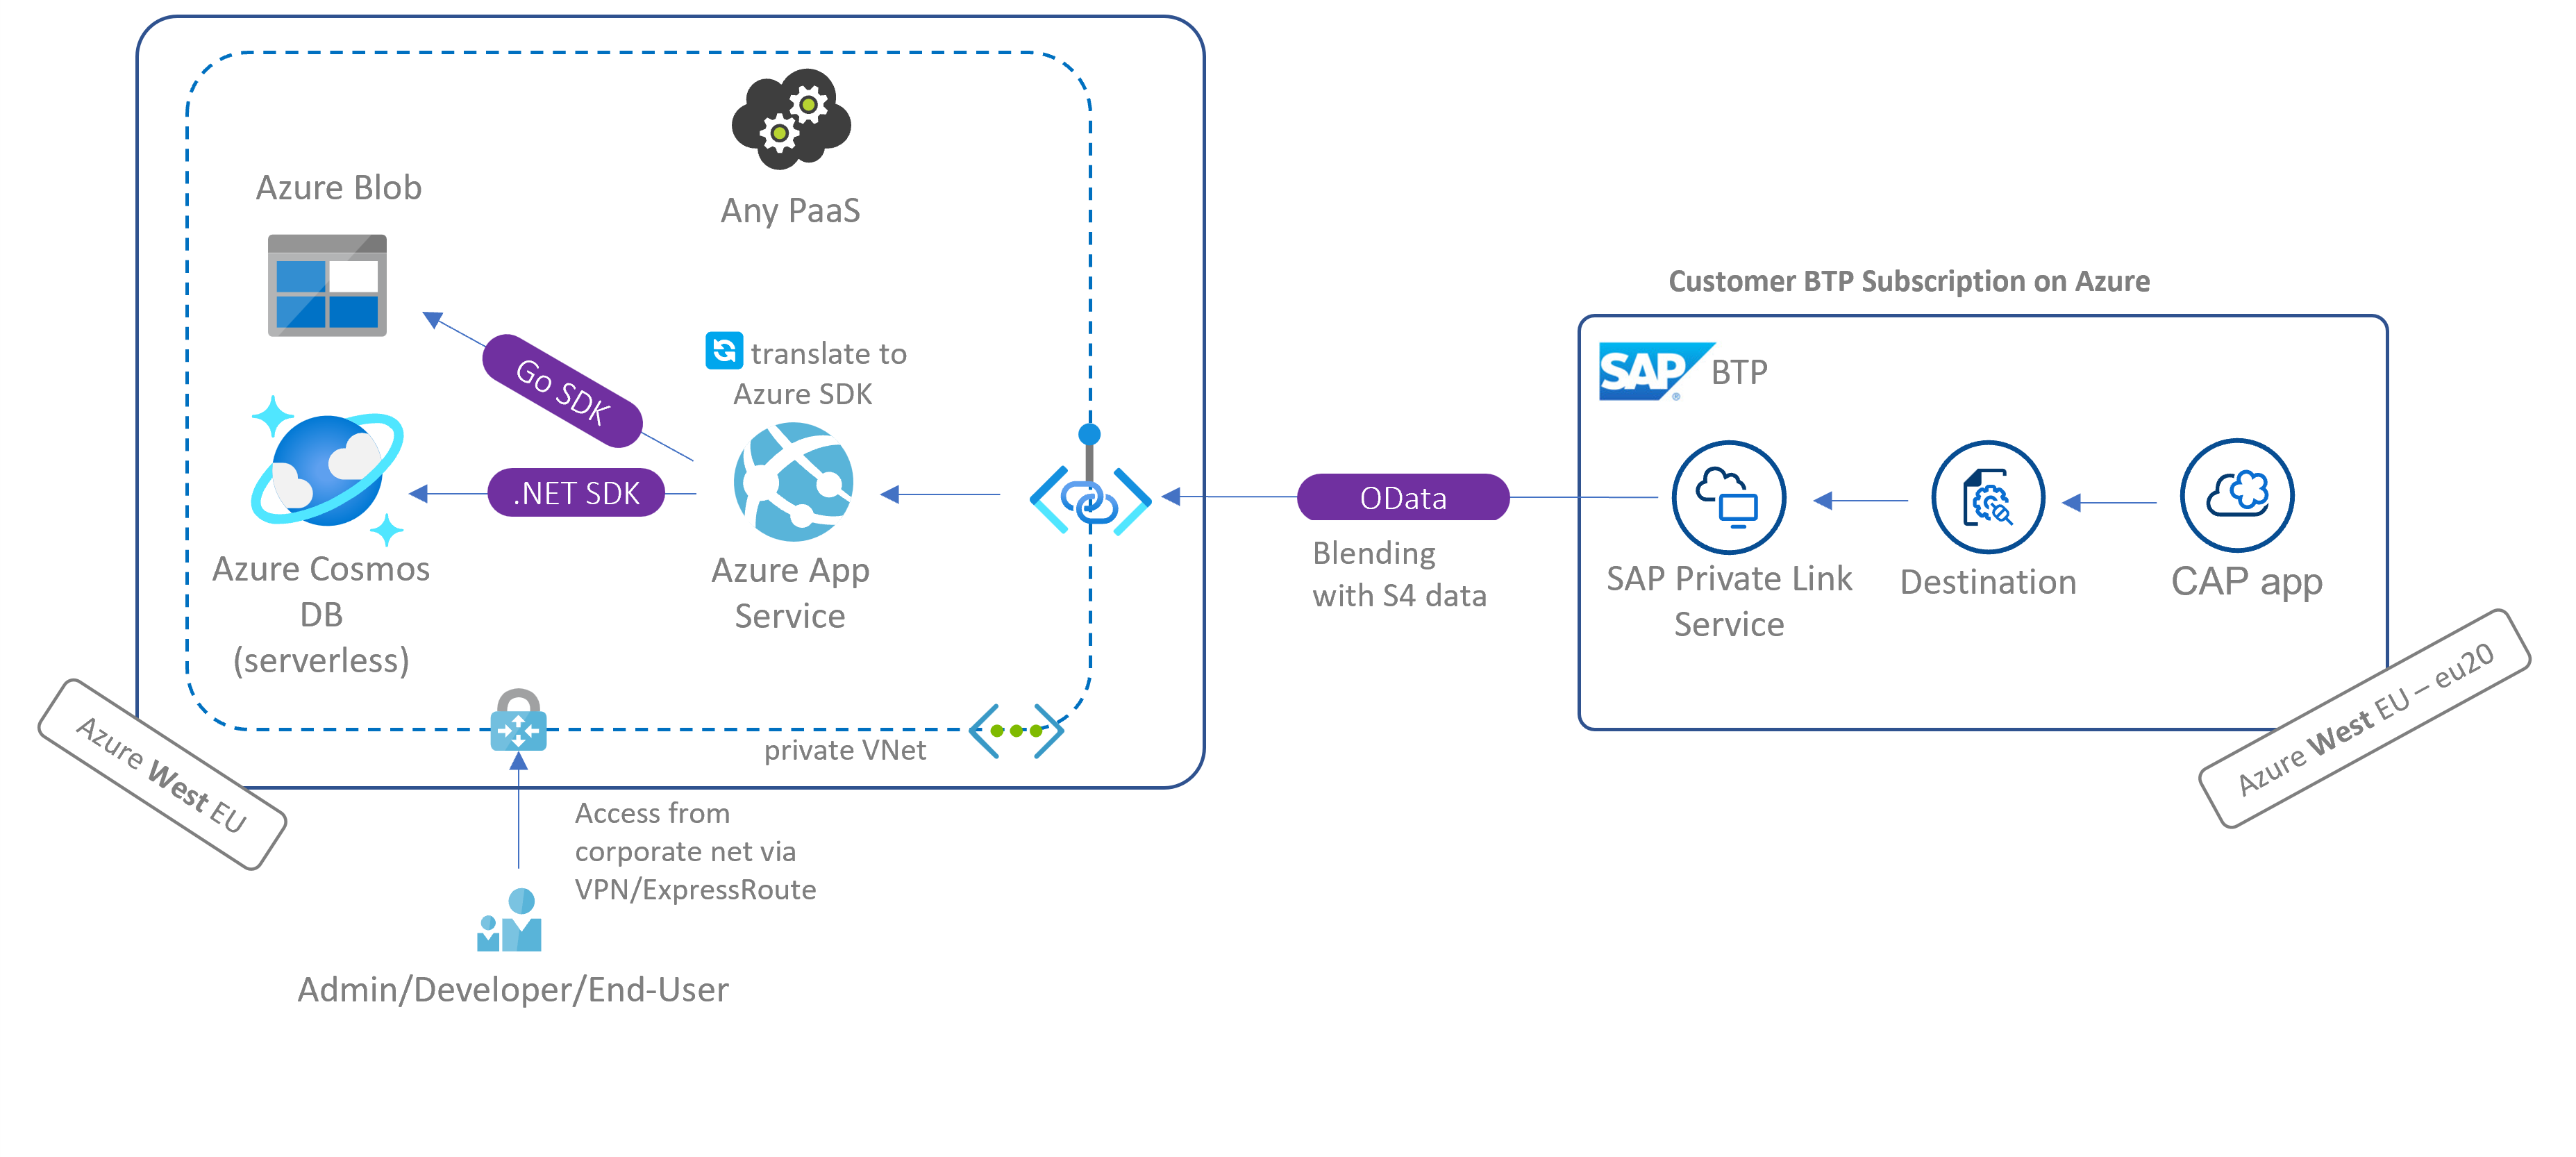 Azure Blob
Any PaaS
Go SDK
translate to
Azure SDK
.NET SDK
Azure Cosmos
DB
(serverless)
Azure App
Service
private VNet
Azure West EU
Access from
corporate net via
VPN/ExpressRoute
Admin/Developer/End-User
OData
Blending
with S4 data
Customer BTP Subscription on Azure
SAP ® BTP
SAP Private Link
Service
Destination
CAP app
Azure West EU – eu20